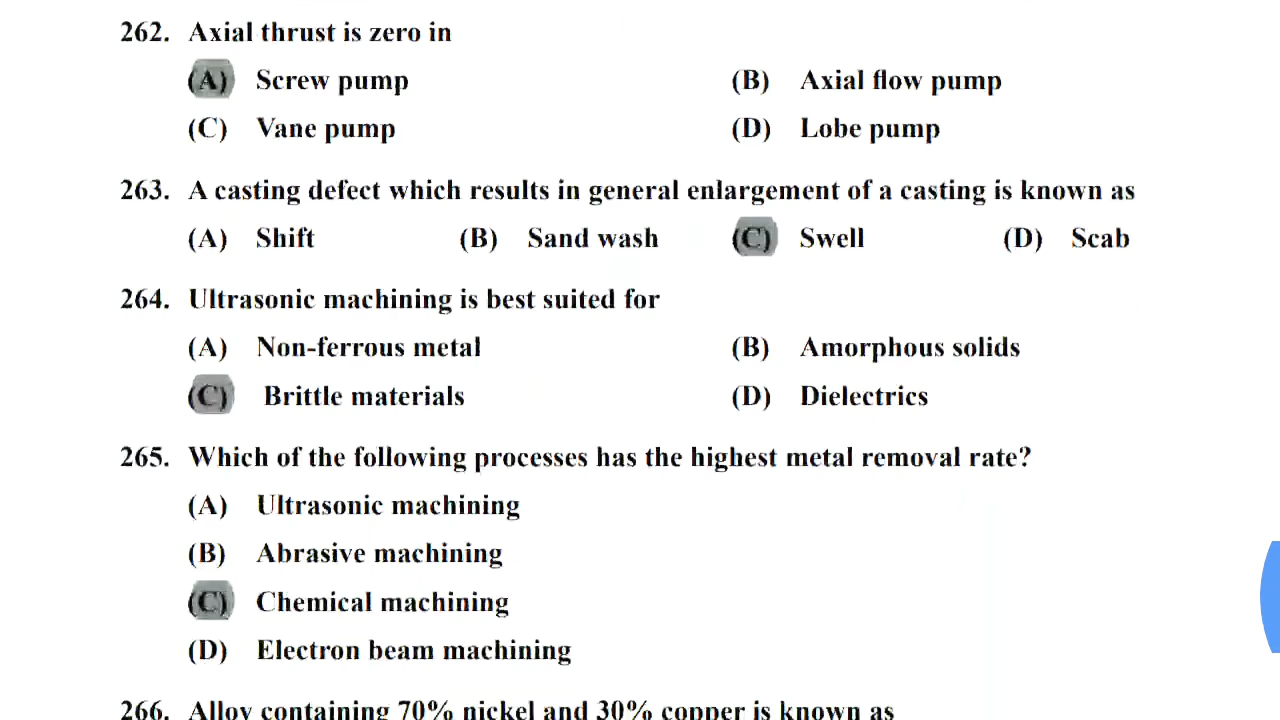 262. Axial thrust is zero in
(A) Screw pump (B) Axial flow pump
(C) Vane pump (D) Lobe pump
263. A casting defect which results in general enlargement of a casting is known as
(A) Shift (B) Sand wash (C) Swell (D) Scab
264. Ultrasonic machining is best suited for
(A) Non-ferrous metal (B) Amorphous solids
(C) Brittle materials (D) Dielectrics
265. Which of the following processes has the highest metal removal rate?
(A) Ultrasonic machining
(B) Abrasive machining
(C) Chemical machining
(D) Electron beam machining
266. Alloy containing 70% nickel and 30% copper is known as